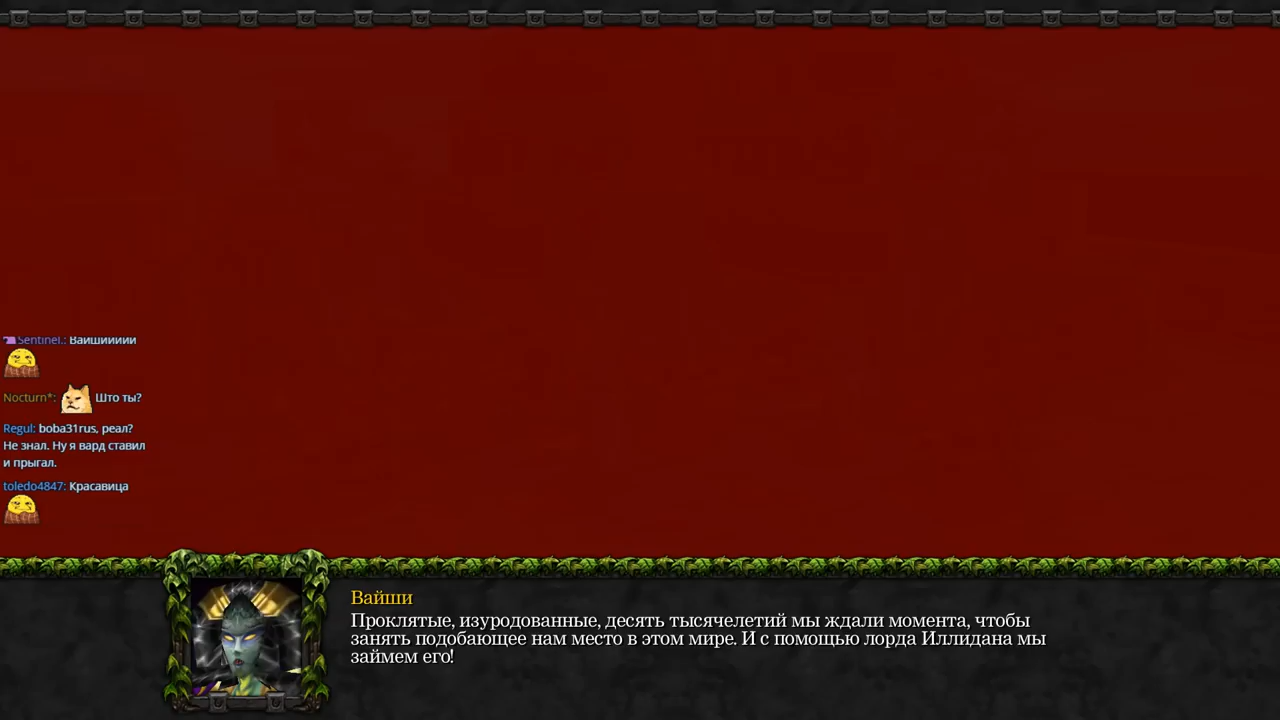 Sentinel.: Вайшиииии
Nocturn*: Што ты?
Regul: boba31rus, реал?
Не знал. Ну я вард ставил
и прыгал.
toledo4847: Красавица
Вайши
Проклятые, изуродованные, десять тысячелетий мы ждали момента, чтобы
занять подобающее нам место в этом мире. И с помощью лорда Иллидана мы
займем его!